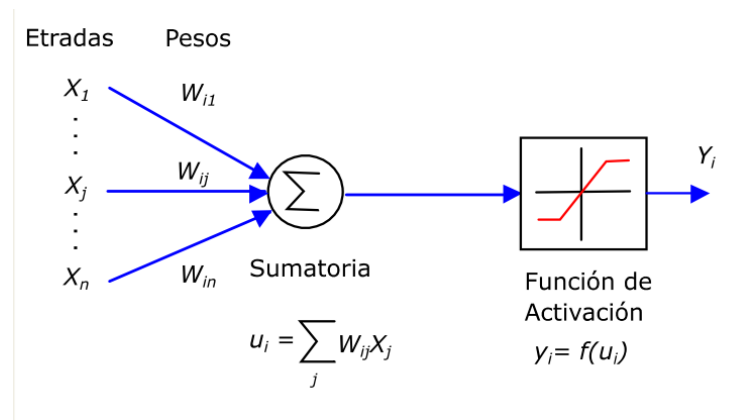 Etradas Pesos
X1 Wi1
Xj Wij
Xn Win
Σ
Yi
Sumatoria
ui = ∑ WijXj
j
Función de
Activación
yi= f(ui)